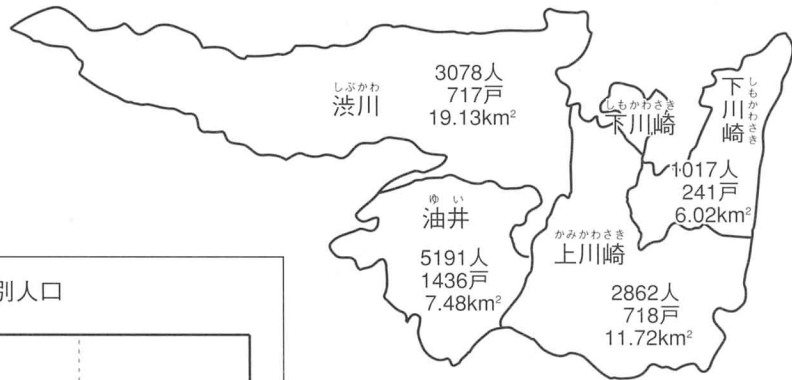 しぶかわ
渋川
3078人
717戸
19.13km²
しもかわさき
下川崎
しもかわさき
下川崎
1017人
241戸
6.02km²
ゆい
油井
5191人
1436戸
7.48km²
かみかわさき
上川崎
2862人
718戸
11.72km²
別人口